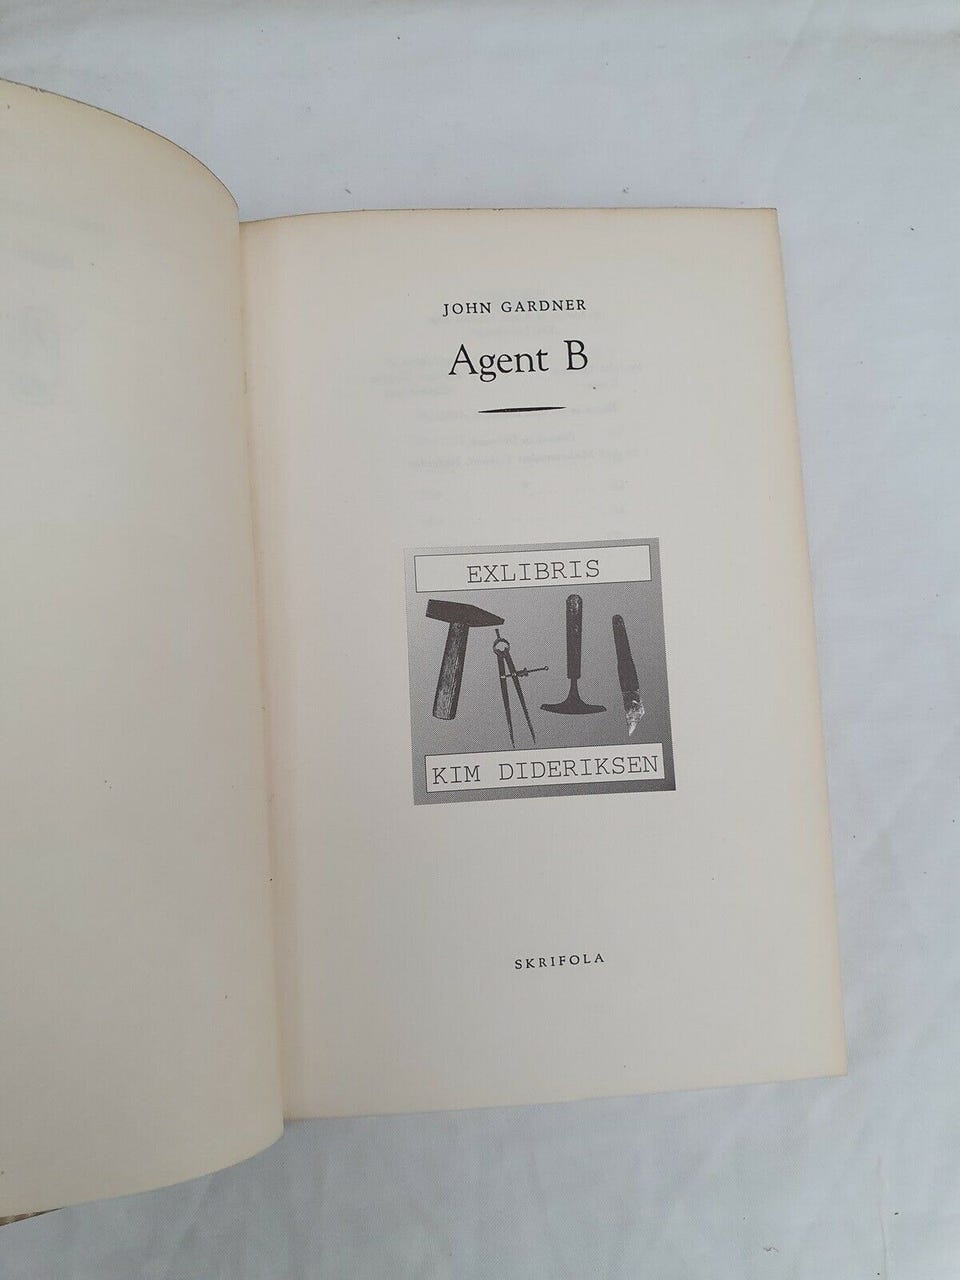 JOHN GARDNER
Agent B
EXLIBRIS
KIM DIDERIKSEN
SKRIFOLA